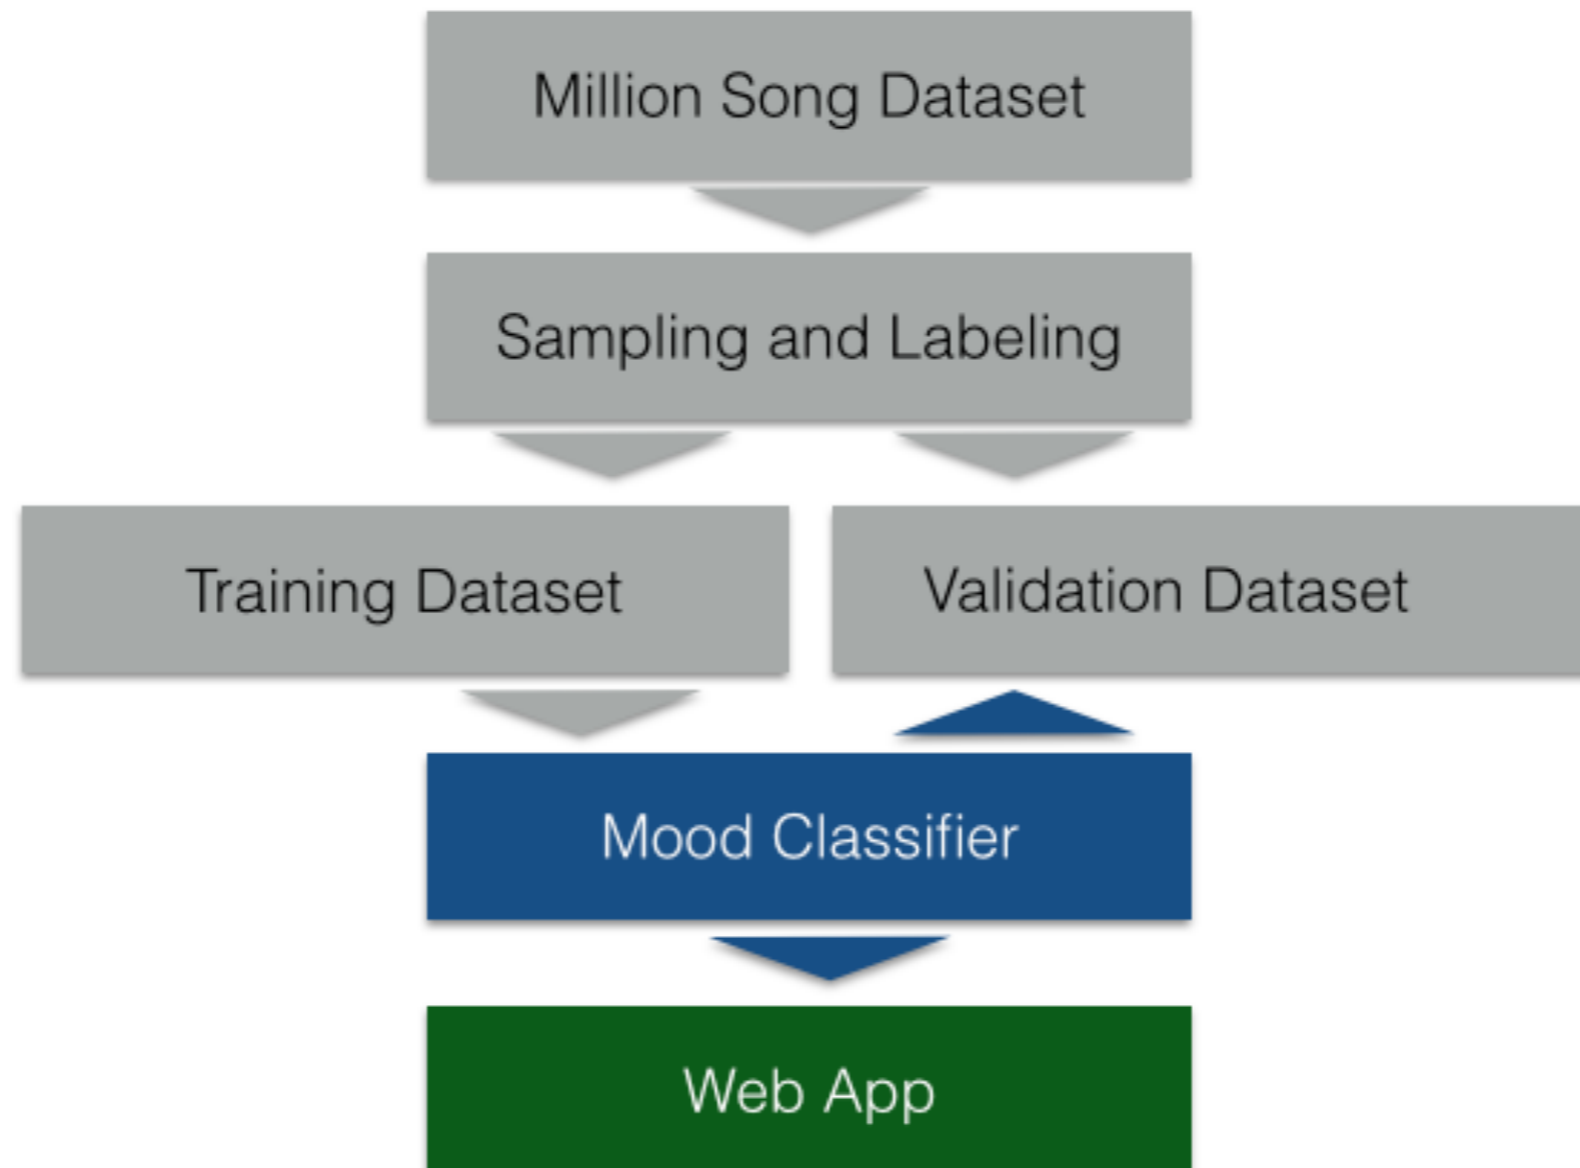 Million Song Dataset
Sampling and Labeling
Training Dataset
Validation Dataset
Mood Classifier
Web App